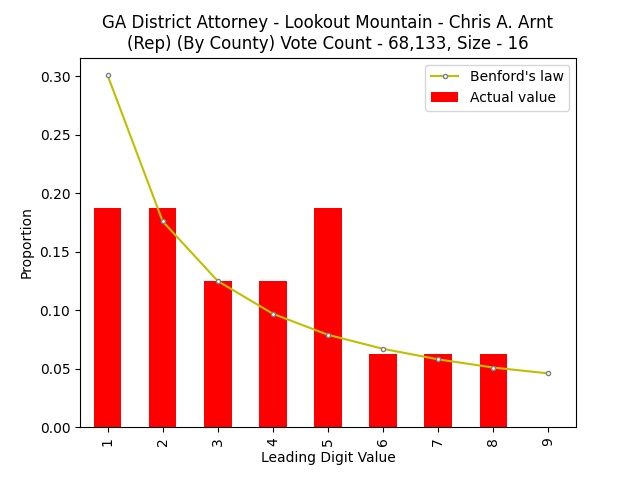 GA District Attorney - Lookout Mountain - Chris A. Arnt
(Rep) (By County) Vote Count - 68,133, Size - 16
Benford's law
Actual value
0.30
0.25
0.20
0.15
0.10
0.05
0.00
Proportion
1 2 3 4 5 6 7 8 9
Leading Digit Value